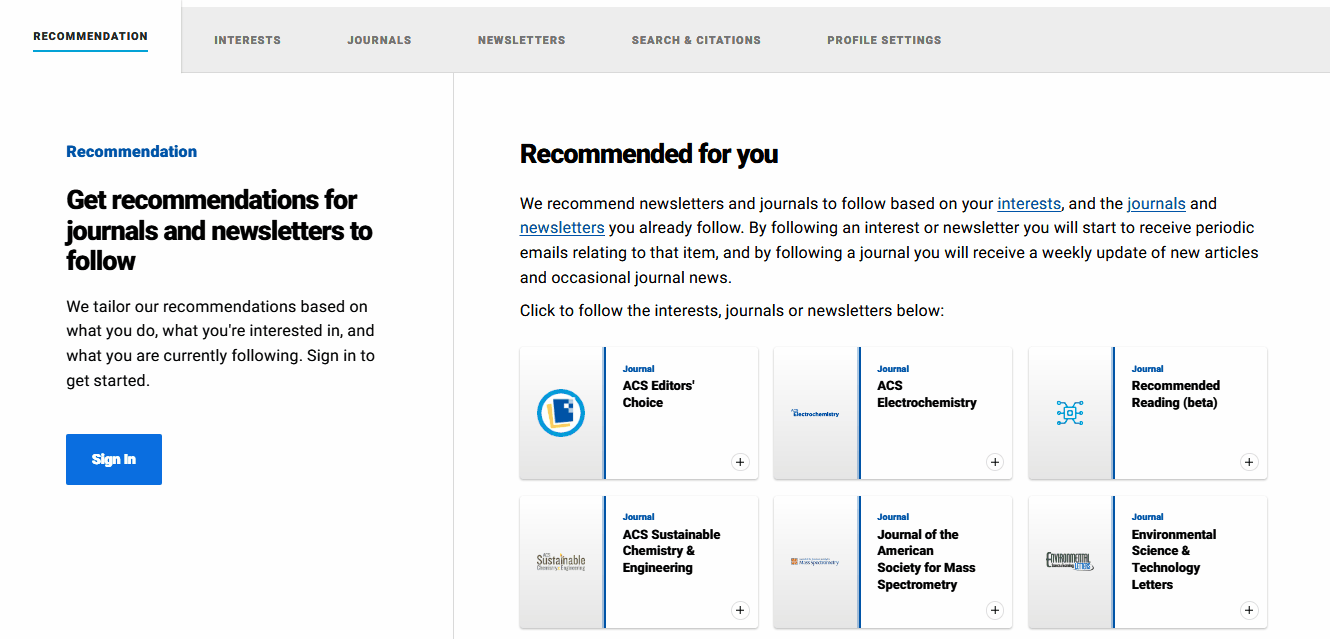 RECOMMENDATION
INTERESTS
JOURNALS
NEWSLETTERS
SEARCH & CITATIONS
PROFILE SETTINGS
Recommendation
Get recommendations for
journals and newsletters to
follow
We tailor our recommendations based on
what you do, what you're interested in, and
what you are currently following. Sign in to
get started.
Sign In
Recommended for you
We recommend newsletters and journals to follow based on your interests, and the journals and
newsletters you already follow. By following an interest or newsletter you will start to receive periodic
emails relating to that item, and by following a journal you will receive a weekly update of new articles
and occasional journal news.
Click to follow the interests, journals or newsletters below:
Journal
ACS Editors'
Choice
ACS
Electrochemistry
Journal
ACS
Electrochemistry
Journal
Recommended
Reading (beta)
ACS
Sustainable
Chemistry & Engineering
Journal
ACS Sustainable
Chemistry &
Engineering
Mass Spectrometry
Journal
Journal of the
American
Society for Mass
Spectrometry
ENVIRONMENTAL
Science & Technology
LETTERS
Journal
Environmental
Science &
Technology
Letters